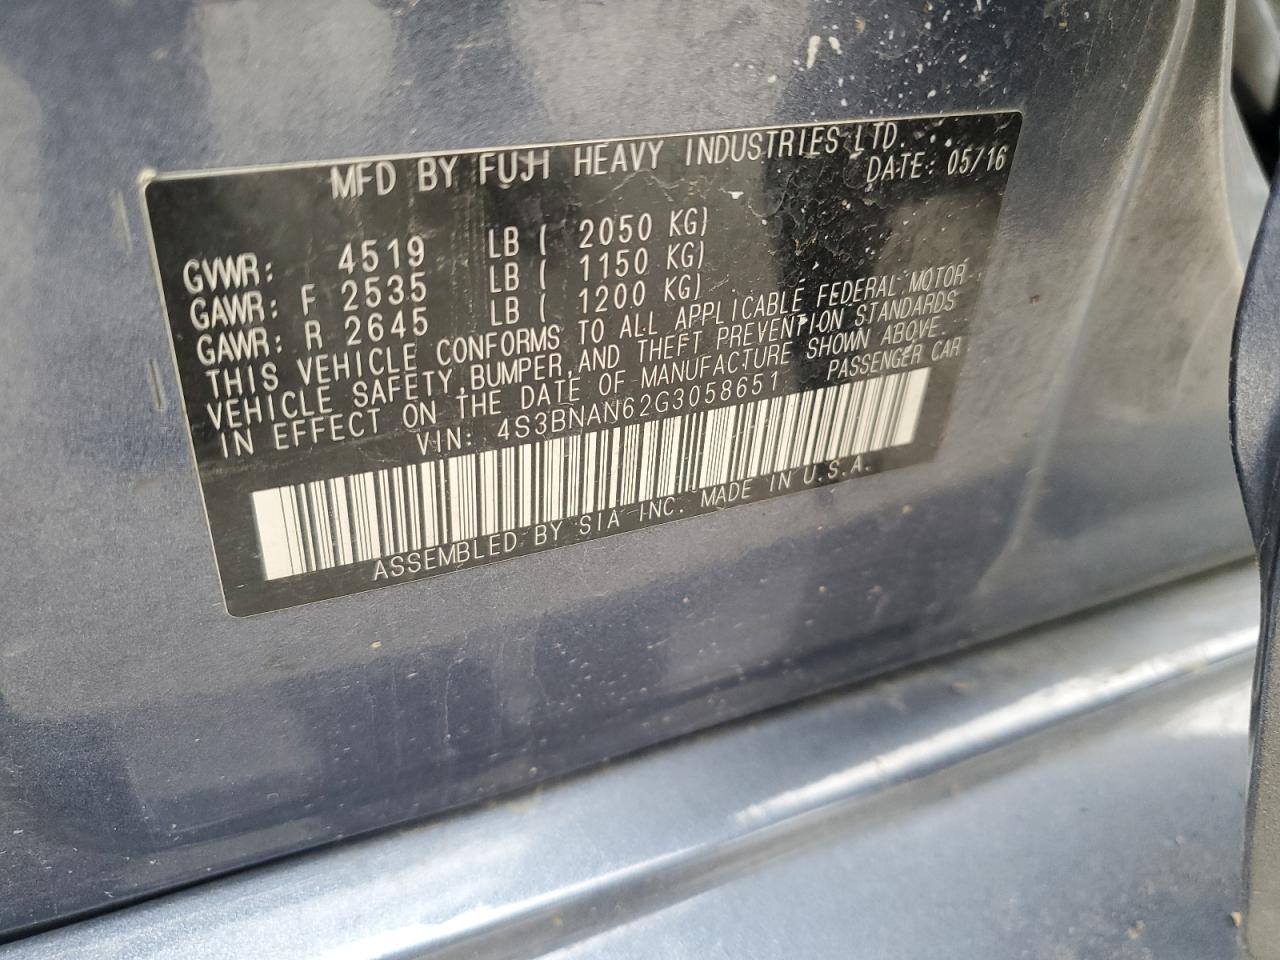 MFD BY FUJI HEAVY INDUSTRIES LTD.
DATE: 05/16
GVWR: 4519 LB ( 2050 KG)
GAWR: F 2535 LB ( 1150 KG)
GAWR: R 2645 LB ( 1200 KG)
THIS VEHICLE CONFORMS TO ALL APPLICABLE FEDERAL MOTOR
VEHICLE SAFETY, BUMPER, AND THEFT PREVENTION STANDARDS
IN EFFECT ON THE DATE OF MANUFACTURE SHOWN ABOVE.
VIN: 4S3BNAN62G3058651 PASSENGER CAR
ASSEMBLED BY SIA INC. MADE IN U.S.A.